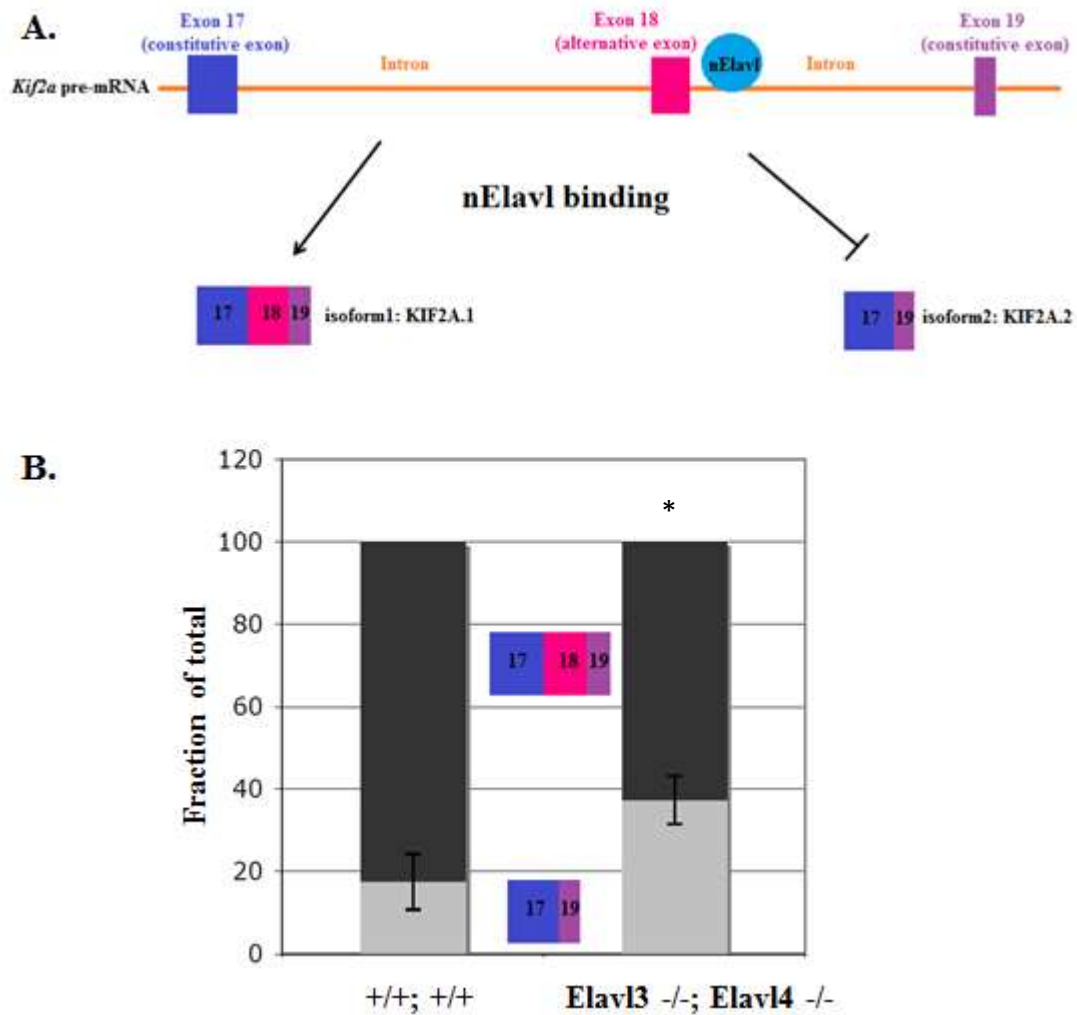 A.
Exon 17
(constitutive exon)
Exon 18
(alternative exon)
Exon 19
(constitutive exon)
Kif2a pre-mRNA
Intron
nElavl
Intron
nElavl binding
17 18 19 isoform1: KIF2A.1
17 19 isoform2: KIF2A.2
B.
Fraction of total
120
100
80
60
40
20
0
*
17 18 19
17 19
+/+; +/+
Elavl3 -/-; Elavl4 -/-